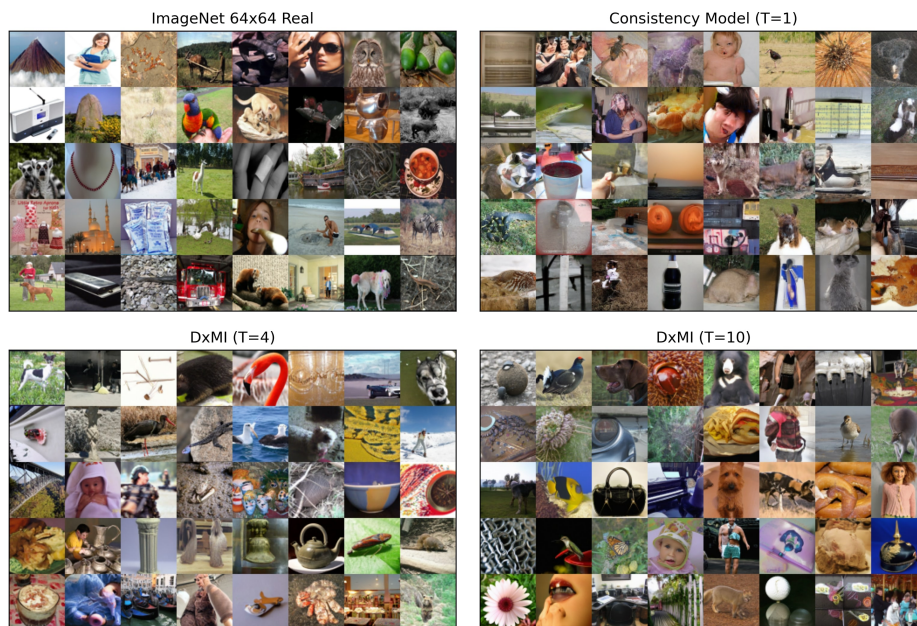 ImageNet 64x64 Real
Consistency Model (T=1)
DxMI (T=4)
DxMI (T=10)